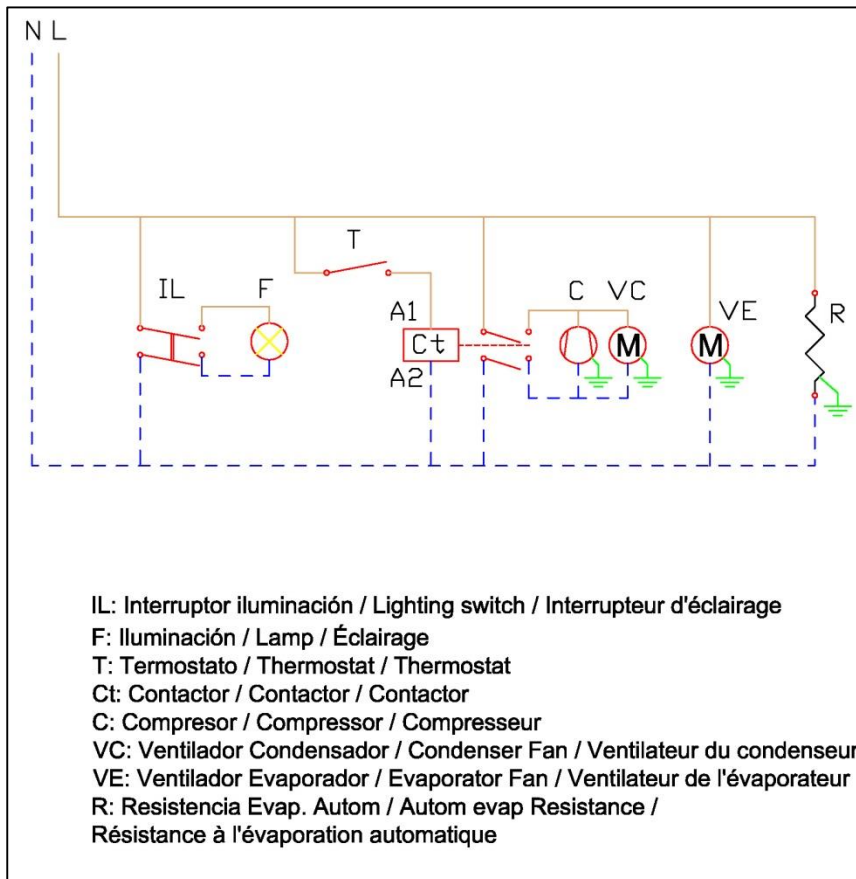 N L
T
IL F
A1 C VC
Ct M M VE R
A2
IL: Interruptor iluminación / Lighting switch / Interrupteur d'éclairage
F: Iluminación / Lamp / Éclairage
T: Termostato / Thermostat / Thermostat
Ct: Contactor / Contactor / Contactor
C: Compresor / Compressor / Compresseur
VC: Ventilador Condensador / Condenser Fan / Ventilateur du condenseur
VE: Ventilador Evaporador / Evaporator Fan / Ventilateur de l'évaporateur
R: Resistencia Evap. Autom / Autom evap Resistance /
Résistance à l'évaporation automatique